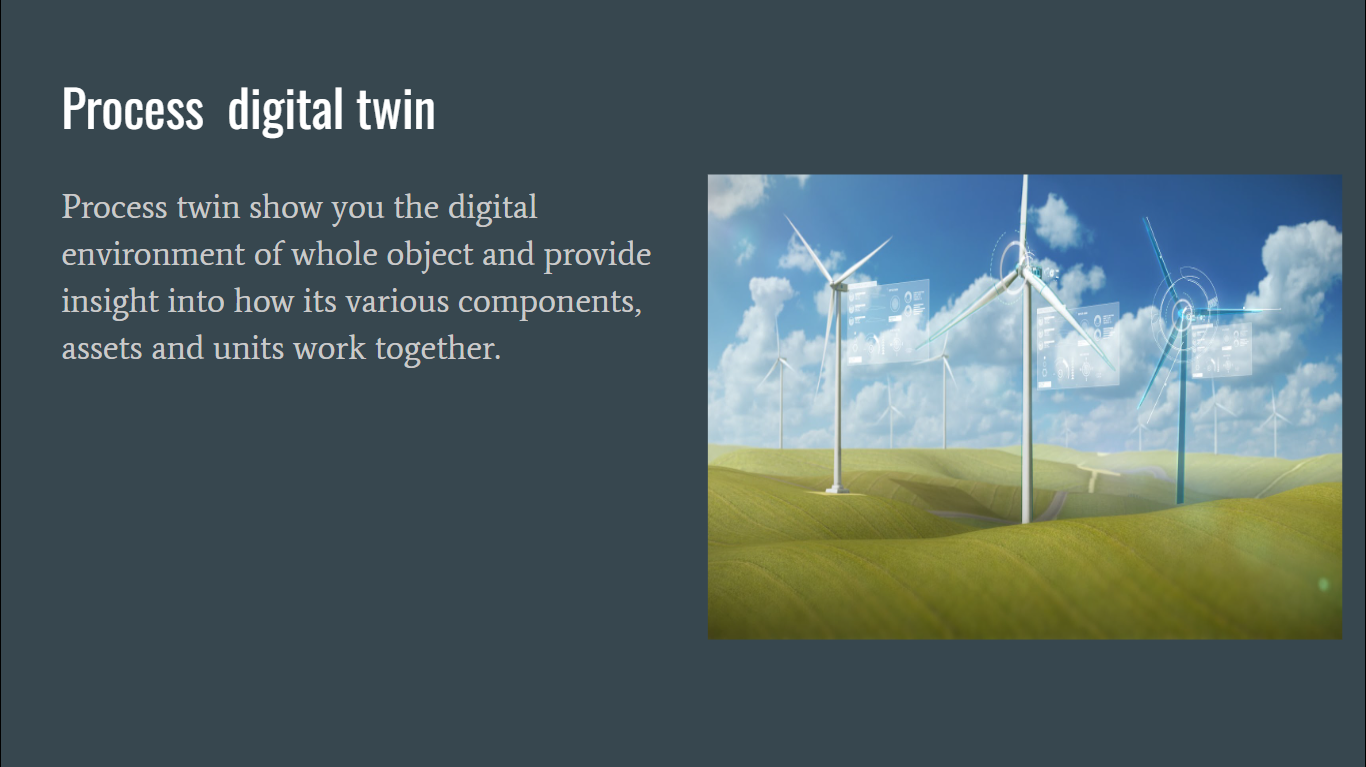 Process  digital twin
Process twin show you the digital
environment of whole object and provide
insight into how its various components,
assets and units work together.